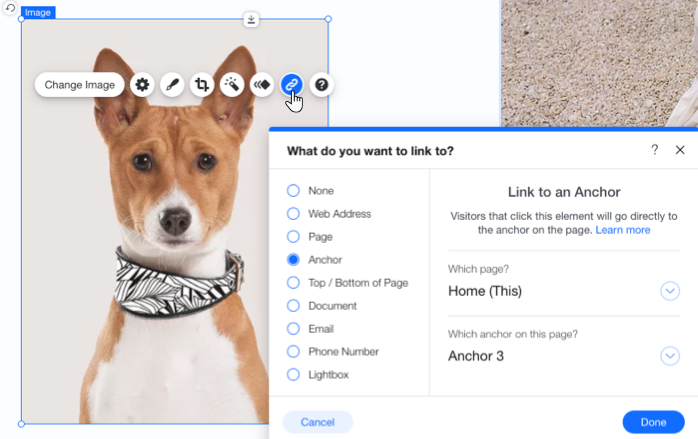 Image
Change Image
?
What do you want to link to?
?
None
Web Address
Page
Anchor
Top / Bottom of Page
Document
Email
Phone Number
Lightbox
Link to an Anchor
Visitors that click this element will go directly to
the anchor on the page. Learn more
Which page?
Home (This)
Which anchor on this page?
Anchor 3
Cancel
Done